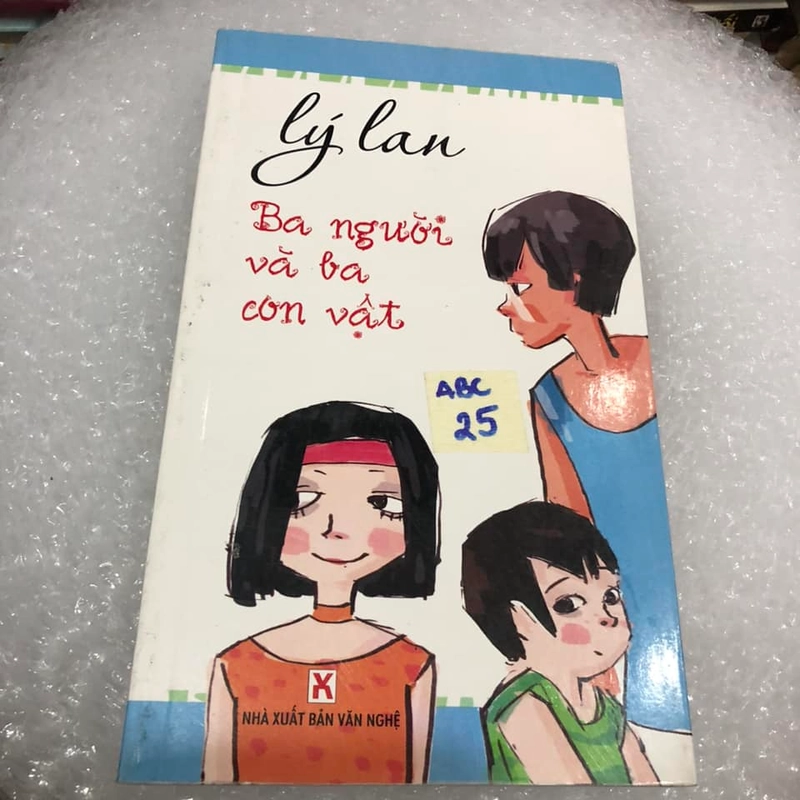 lý lan
Ba người
và ba
con vật
ABC
25
NHÀ XUẤT BẢN VĂN NGHỆ